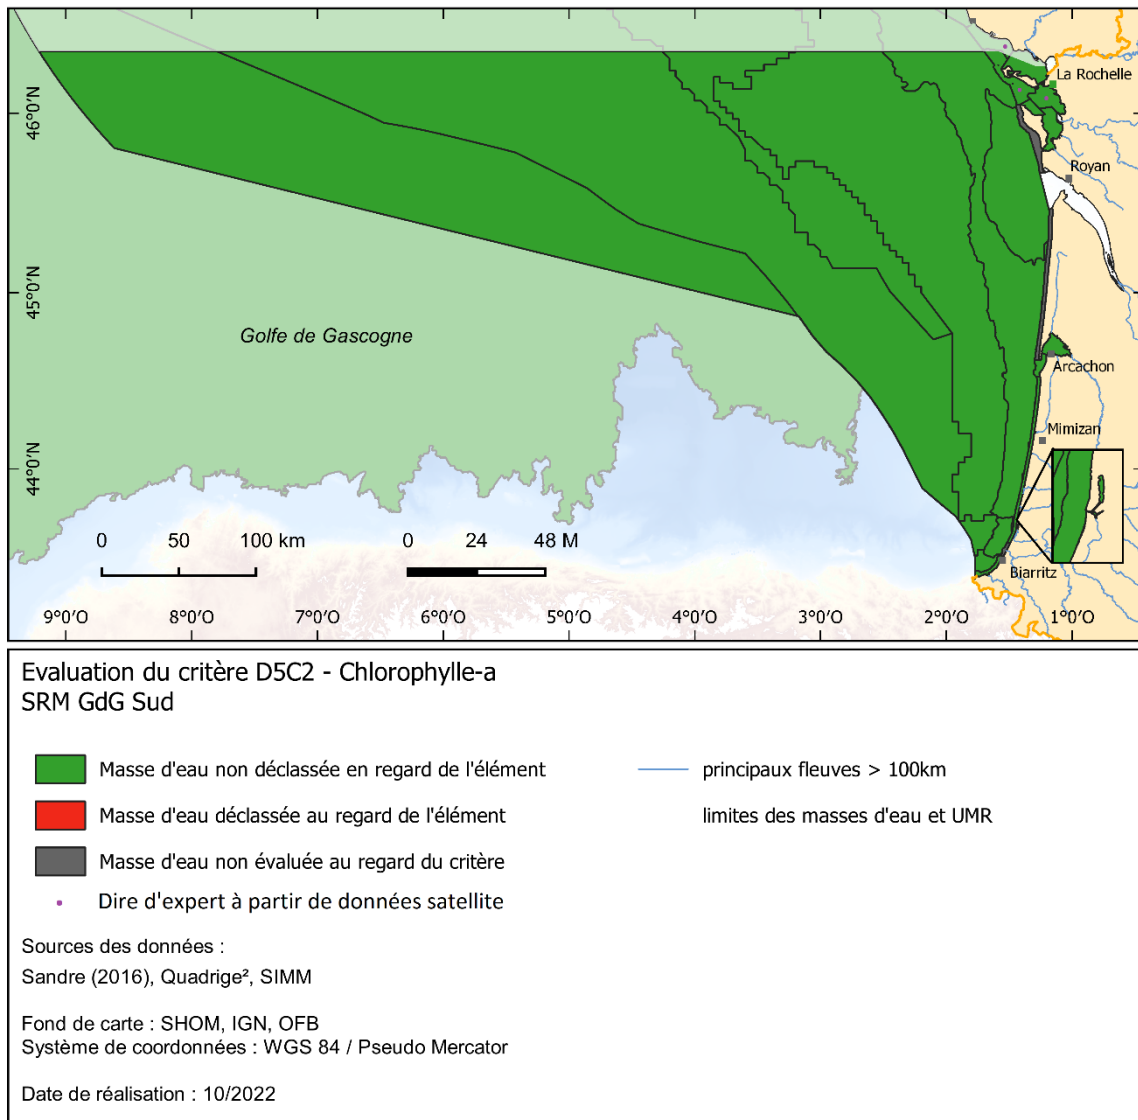 46°0'N
45°0'N
44°0'N
La Rochelle
Royan
Golfe de Gascogne
Arcachon
Mimizan
0 50 100 km
0 24 48 M
Biarritz
9°0'O 8°0'O 7°0'O 6°0'O 5°0'O 4°0'O 3°0'O 2°0'O 1°0'O
Evaluation du critère D5C2 - Chlorophylle-a
SRM GdG Sud
Masse d'eau non déclassée en regard de l'élément
principaux fleuves > 100km
Masse d'eau déclassée au regard de l'élément
limites des masses d'eau et UMR
Masse d'eau non évaluée au regard du critère
Dire d'expert à partir de données satellite
Sources des données :
Sandre (2016), Quadrige², SIMM
Fond de carte : SHOM, IGN, OFB
Système de coordonnées : WGS 84 / Pseudo Mercator
Date de réalisation : 10/2022